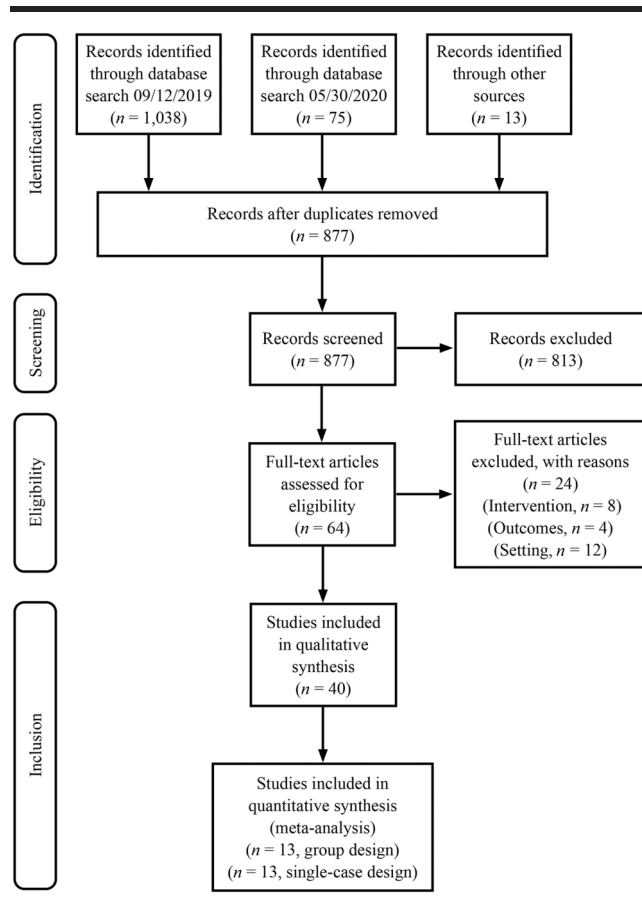 Identification
Records identified
through database
search 09/12/2019
(n = 1,038)
Records identified
through database
search 05/30/2020
(n = 75)
Records identified
through other
sources
(n = 13)
Records after duplicates removed
(n = 877)
Screening
Records screened
(n = 877)
Records excluded
(n = 813)
Eligibility
Full-text articles
assessed for
eligibility
(n = 64)
Full-text articles
excluded, with reasons
(n = 24)
(Intervention, n = 8)
(Outcomes, n = 4)
(Setting, n = 12)
Inclusion
Studies included
in qualitative
synthesis
(n = 40)
Studies included in
quantitative synthesis
(meta-analysis)
(n = 13, group design)
(n = 13, single-case design)